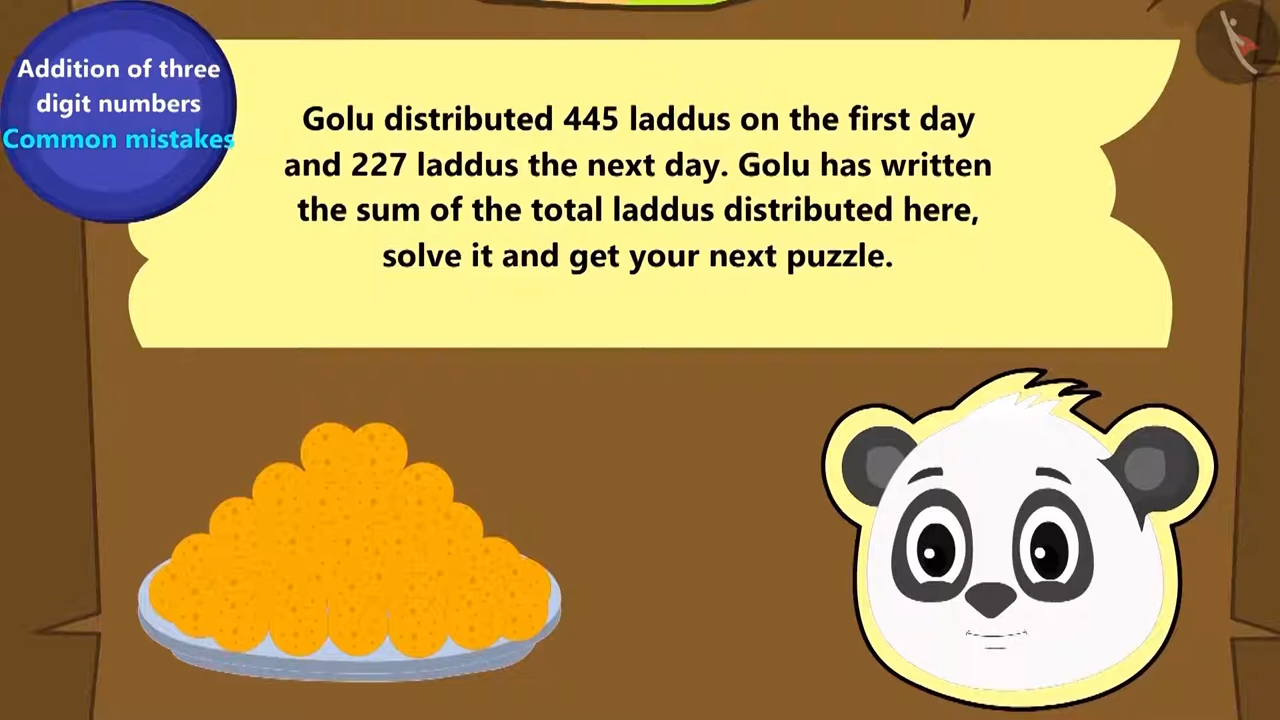 Addition of three
digit numbers
Common mistakes
Golu distributed 445 laddus on the first day
and 227 laddus the next day. Golu has written
the sum of the total laddus distributed here,
solve it and get your next puzzle.